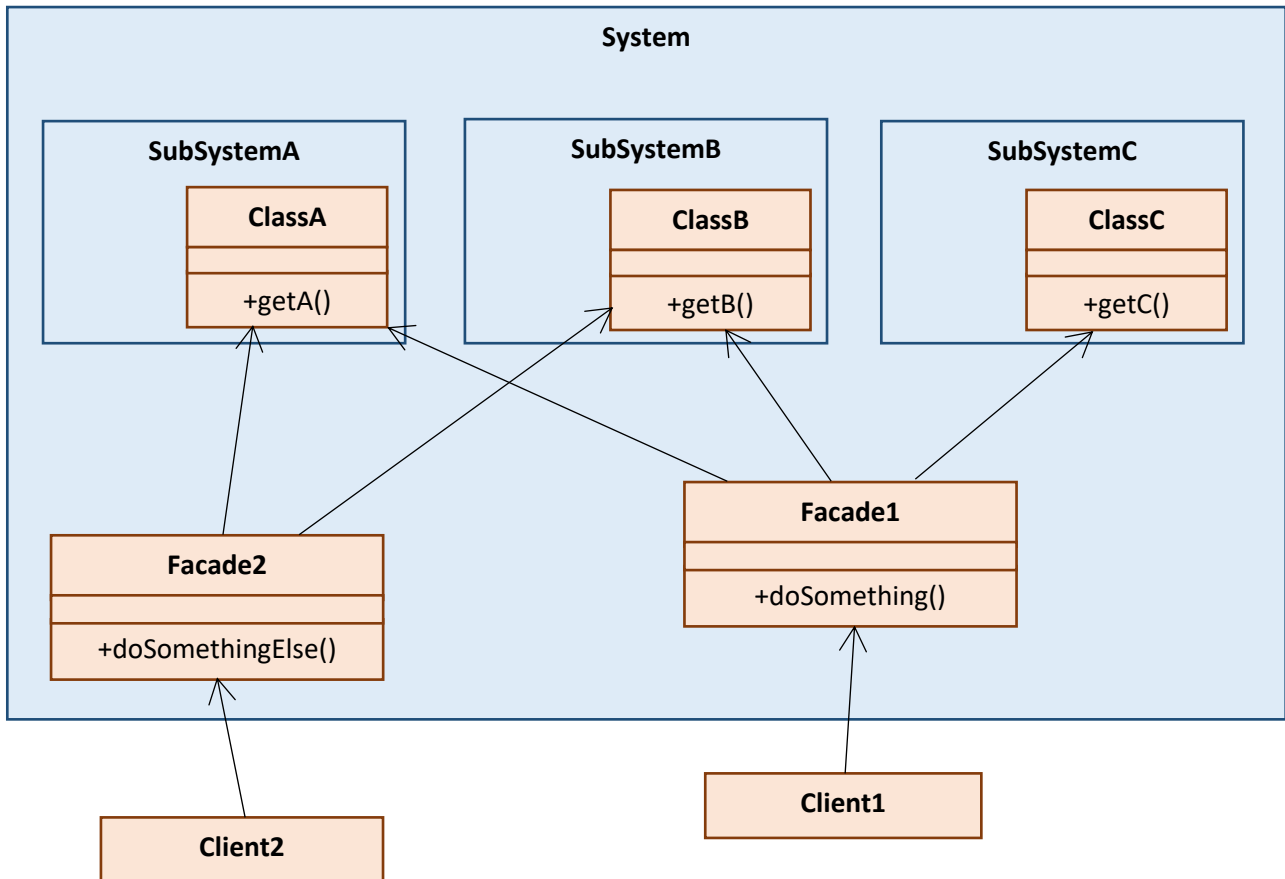 System
SubSystemA
SubSystemB
SubSystemC
ClassA
+getA()
ClassB
+getB()
ClassC
+getC()
Facade1
+doSomething()
Facade2
+doSomethingElse()
Client1
Client2